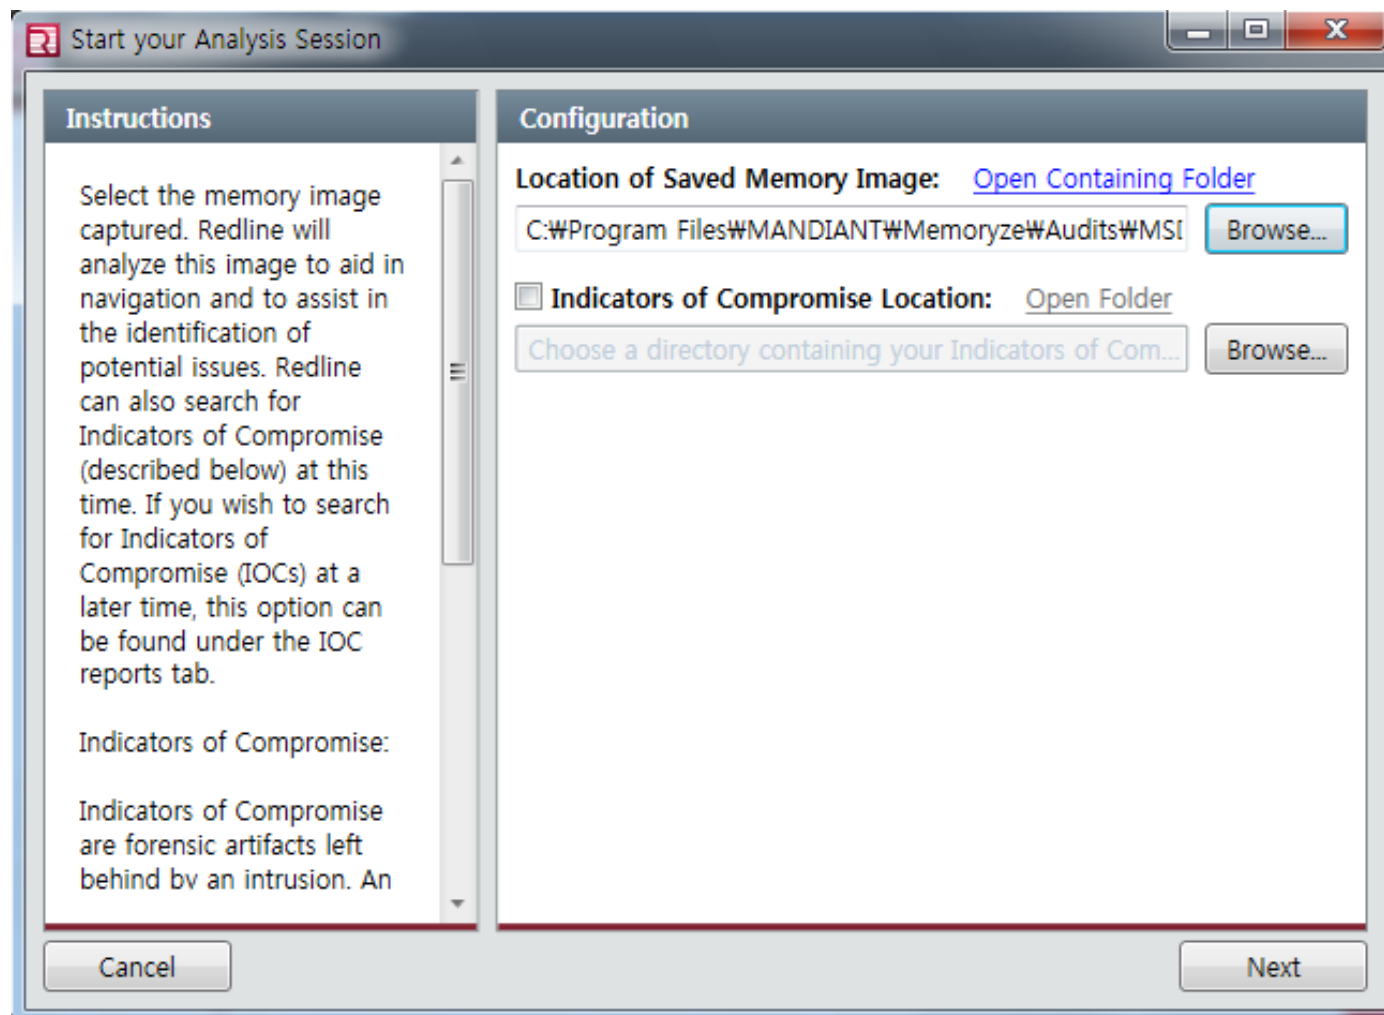 Start your Analysis Session
Instructions
Select the memory image
captured. Redline will
analyze this image to aid in
navigation and to assist in
the identification of
potential issues. Redline
can also search for
Indicators of Compromise
(described below) at this
time. If you wish to search
for Indicators of
Compromise (IOCs) at a
later time, this option can
be found under the IOC
reports tab.
Indicators of Compromise:
Indicators of Compromise
are forensic artifacts left
behind by an intrusion. An
Configuration
Location of Saved Memory Image: Open Containing Folder
C:₩Program Files₩MANDIANT₩Memoryze₩Audits₩MSI Browse...
Indicators of Compromise Location: Open Folder
Choose a directory containing your Indicators of Com... Browse...
Cancel
Next